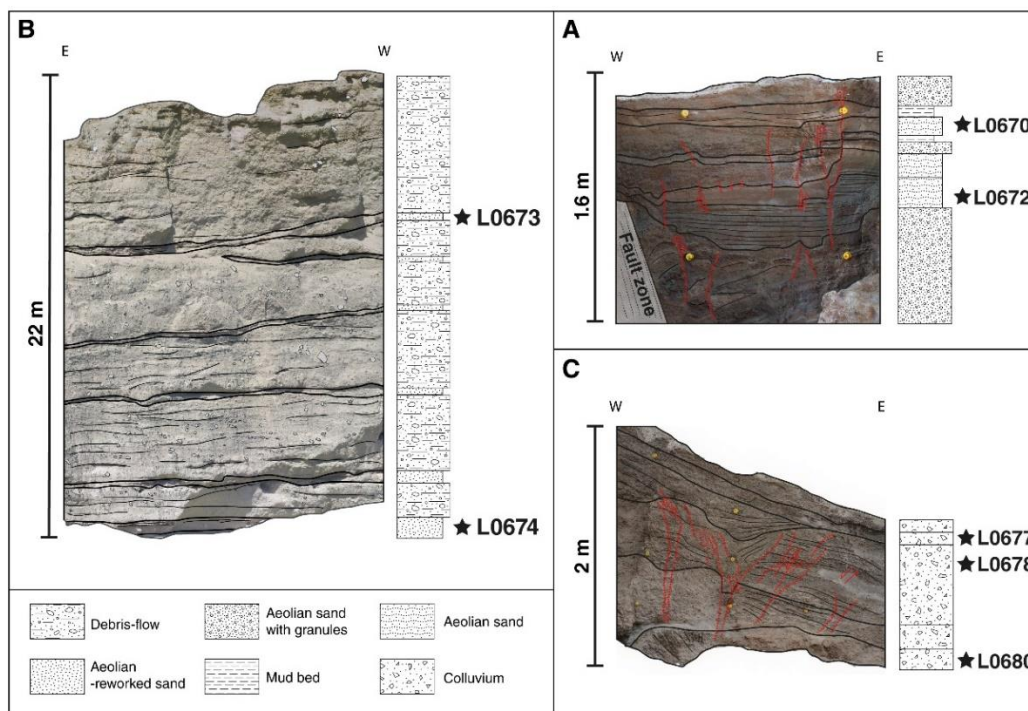 B
E
W
22 m
★ L0673
★ L0674
A
W
E
1.6 m
Fault zone
★ L0670
★ L0672
C
W
E
2 m
★ L0677
★ L0678
★ L0680
Debris-flow
Aeolian sand
with granules
Aeolian sand
Aeolian
-reworked sand
Mud bed
Colluvium